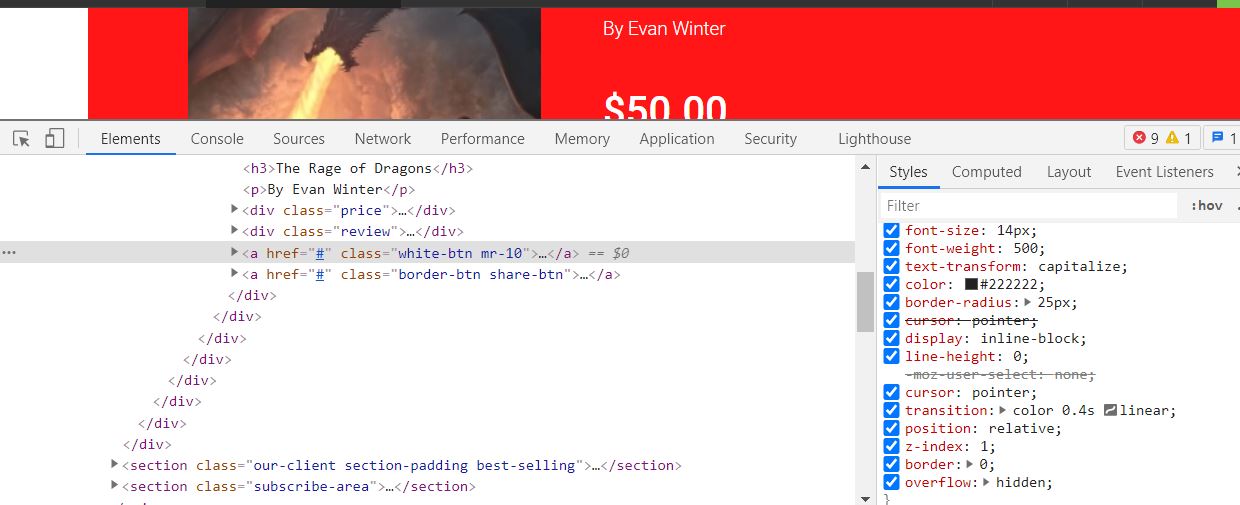 By Evan Winter
$50.00
Elements Console Sources Network Performance Memory Application Security Lighthouse 9 1 1
<h3>The Rage of Dragons</h3>
<p>By Evan Winter</p>
<div class="price">…</div>
<div class="review">…</div>
… <a href="#" class="white-btn mr-10">…</a> == $0
<a href="#" class="border-btn share-btn">…</a>
</div>
</div>
</div>
</div>
</div>
</div>
</div>
</div>
<section class="our-client section-padding best-selling">…</section>
<section class="subscribe-area">…</section>
Styles Computed Layout Event Listeners
Filter :hov .
font-size: 14px;
font-weight: 500;
text-transform: capitalize;
color: #222222;
border-radius: 25px;
cursor: pointer;
display: inline-block;
line-height: 0;
-moz-user-select: none;
cursor: pointer;
transition: color 0.4s linear;
position: relative;
z-index: 1;
border: 0;
overflow: hidden;
}